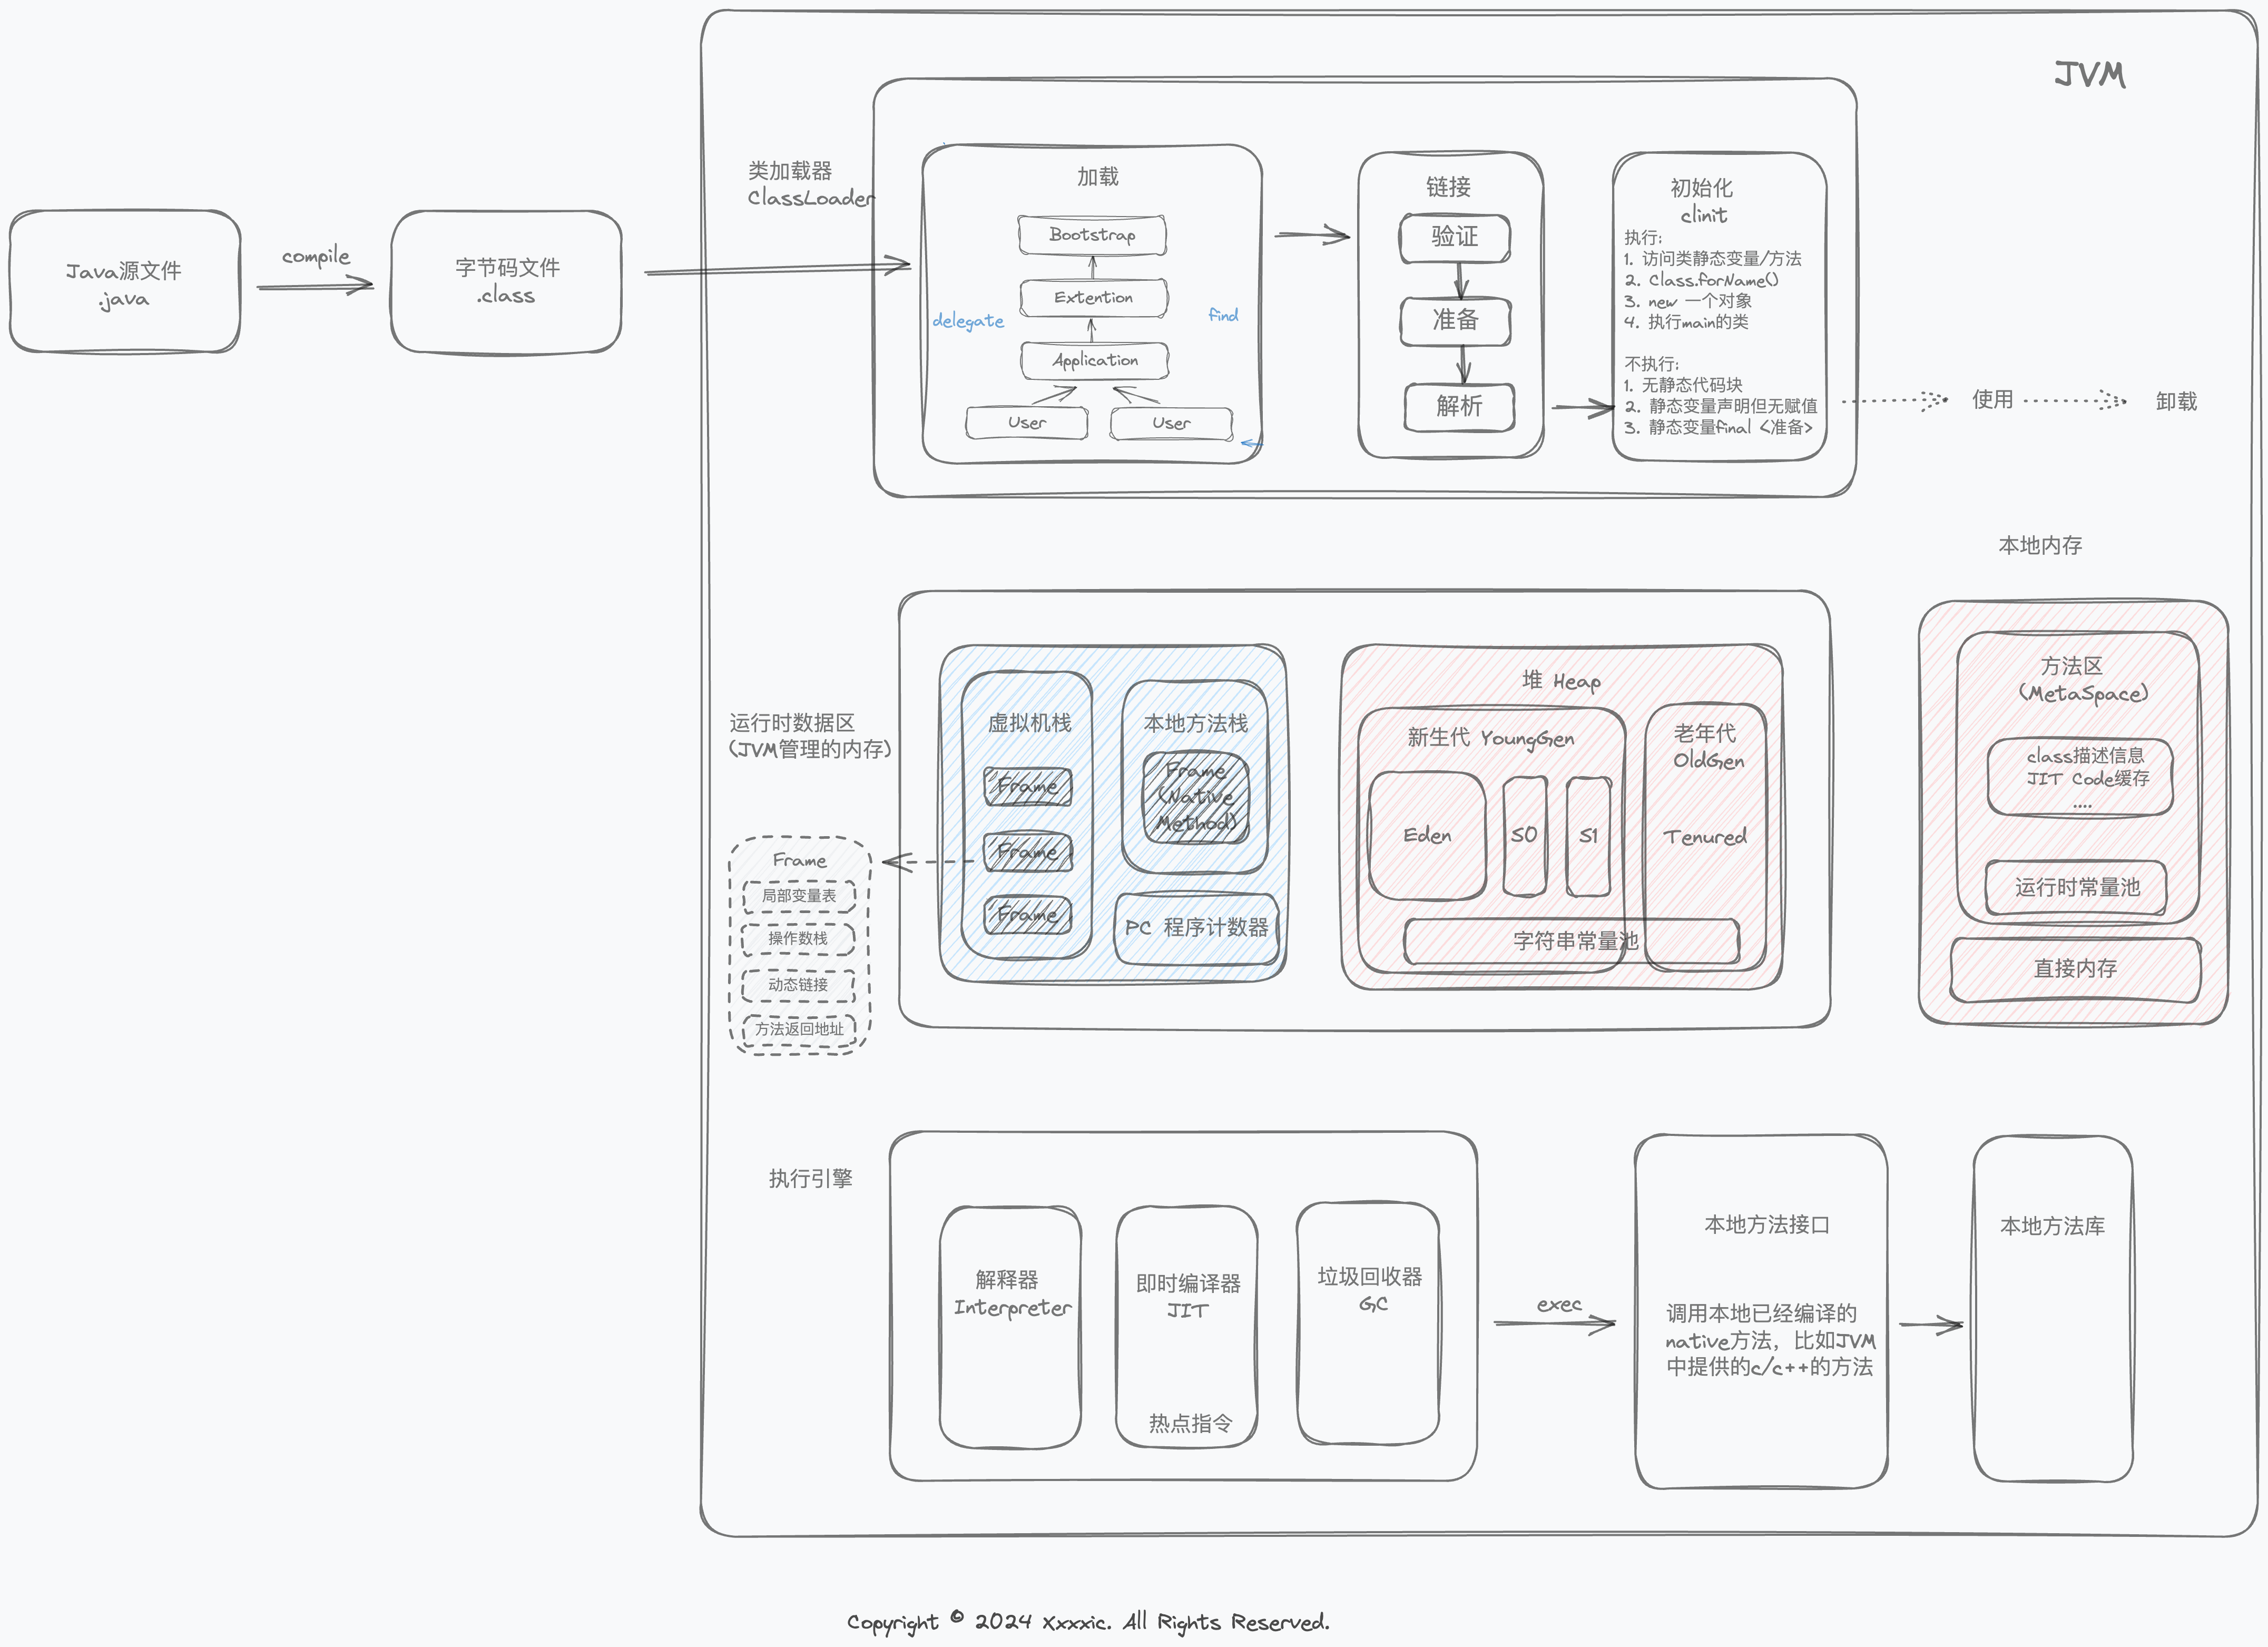 JVM
Java源文件
.java
compile
字节码文件
.class
类加载器
ClassLoader
加载
Bootstrap
Extention
delegate
find
Application
User
User
链接
验证
准备
解析
初始化
clinit
执行:
1. 访问类静态变量/方法
2. Class.forName()
3. new 一个对象
4. 执行main的类
不执行:
1. 无静态代码块
2. 静态变量声明但无赋值
3. 静态变量final <准备>
使用
卸载
运行时数据区
(JVM管理的内存)
虚拟机栈
Frame
Frame
Frame
本地方法栈
Frame
(Native
Method)
PC 程序计数器
Frame
局部变量表
操作数栈
动态链接
方法返回地址
堆 Heap
新生代 YoungGen
Eden
S0
S1
老年代
OldGen
Tenured
字符串常量池
本地内存
方法区
(MetaSpace)
class描述信息
JIT Code缓存
....
运行时常量池
直接内存
执行引擎
解释器
Interpreter
即时编译器
JIT
热点指令
垃圾回收器
GC
exec
本地方法接口
调用本地已经编译的
native方法，比如JVM
中提供的c/c++的方法
本地方法库
Copyright © 2024 Xxxxic. All Rights Reserved.